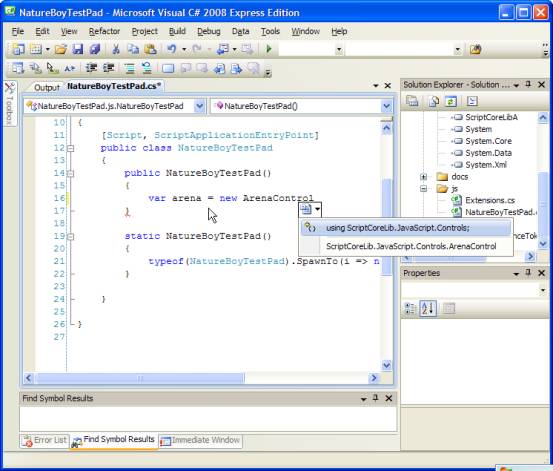 NatureBoyTestPad - Microsoft Visual C# 2008 Express Edition
File Edit View Refactor Project Build Debug Data Tools Window Help
Output NatureBoyTestPad.cs*
Solution Explorer - Solution ...
Toolbox
NatureBoyTestPad.js.NatureBoyTestPad
NatureBoyTestPad()
10 {
11 [Script, ScriptApplicationEntryPoint]
12 public class NatureBoyTestPad
13 {
14 public NatureBoyTestPad()
15 {
16 var arena = new ArenaControl
17 }
18
19 static NatureBoyTestPad()
20 {
21 typeof(NatureBoyTestPad).SpawnTo(i => n
22 }
23
24 }
25
26 }
27
ScriptCoreLibA
System
System.Core
System.Data
System.Xml
docs
js
Extensions.cs
NatureBoyTestPad.
using ScriptCoreLib.JavaScript.Controls;
ScriptCoreLib.JavaScript.Controls.ArenaControl
Properties
Find Symbol Results
Error List Find Symbol Results Immediate Window